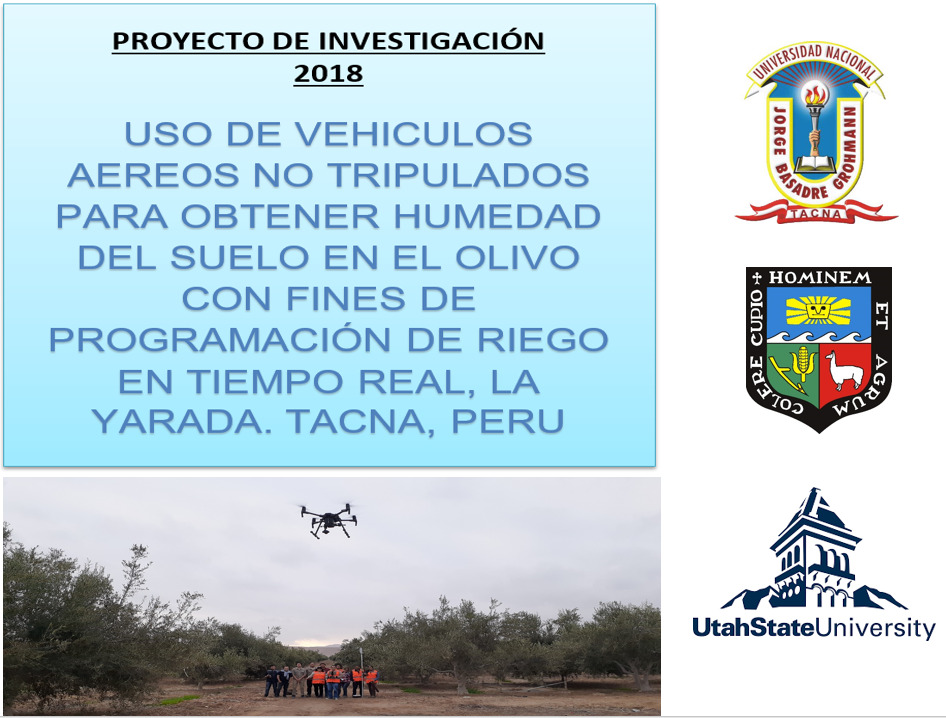 PROYECTO DE INVESTIGACIÓN
2018
USO DE VEHICULOS
AEREOS NO TRIPULADOS
PARA OBTENER HUMEDAD
DEL SUELO EN EL OLIVO
CON FINES DE
PROGRAMACIÓN DE RIEGO
EN TIEMPO REAL, LA
YARADA. TACNA, PERU
UNIVERSIDAD NACIONAL
JORGE BASADRE GROHMANN
TACNA
COLERE CUPIO
HOMINEM
ET AGRUM
UtahStateUniversity